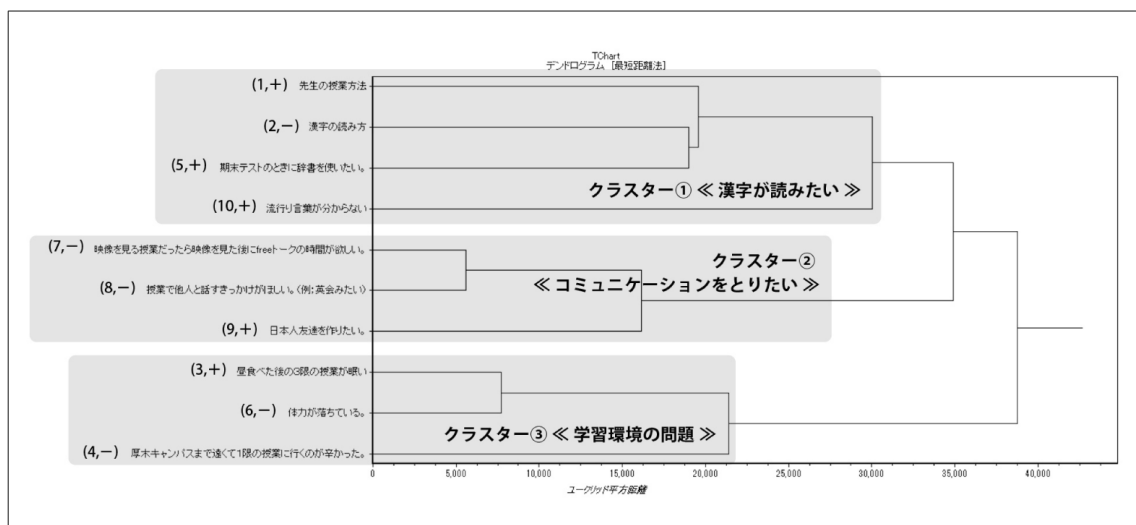 TChart
デンドログラム [最短距離法]
(1,+) 先生の授業方法
(2,−) 漢字の読み方
(5,+) 期末テストのときに辞書を使いたい。
クラスター① ≪ 漢字が読みたい ≫
(10,+) 流行り言葉が分からない
(7,−) 映像を見る授業だったら映像を見た後にfreeトークの時間が欲しい。
クラスター②
(8,−) 授業で他人と話すきっかけがほしい。(例:英会みたい)
≪ コミュニケーションをとりたい ≫
(9,+) 日本人友達を作りたい。
(3,+) 昼食べた後の3限の授業が眠い
(6,−) 体力が落ちている。
クラスター③ ≪ 学習環境の問題 ≫
(4,−) 厚木キャンパスまで遠くて1限の授業に行くのが辛かった。
0 5,000 10,000 15,000 20,000 25,000 30,000 35,000 40,000
ユークリッド平方距離